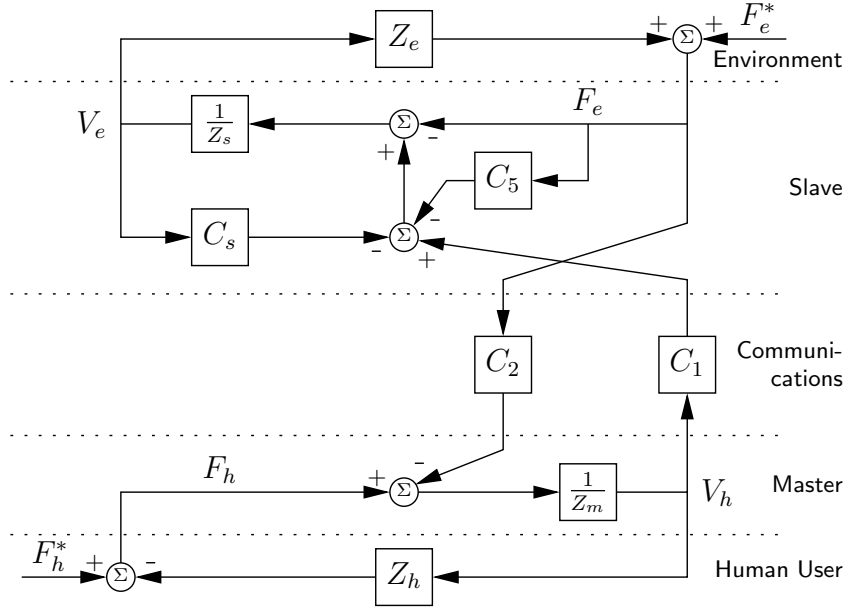 Z_e
+
Σ
+
F_e^*
Environment
V_e
1
Z_s
Σ
-
F_e
+
C_5
-
C_s
-
Σ
+
Slave
C_2
C_1
Communi-
cations
F_h
+
Σ
-
1
Z_m
V_h
Master
F_h^*
+
Σ
-
Z_h
Human User